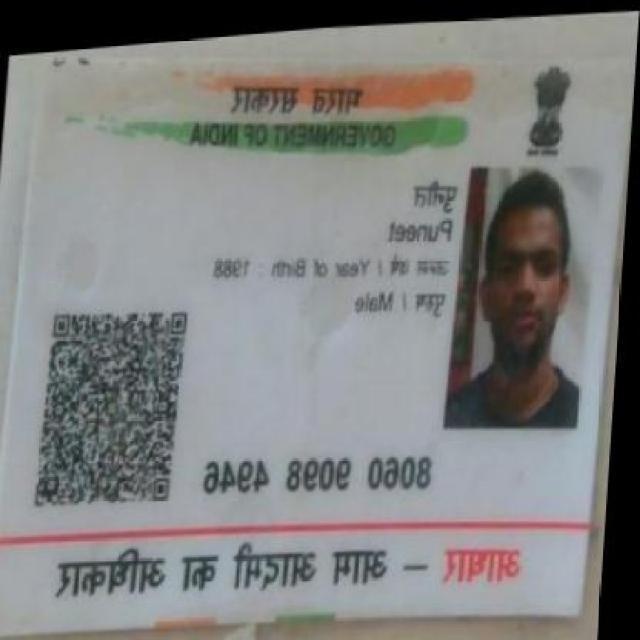 भारत सरकार
GOVERNMENT OF INDIA
पुनीत
Puneet
जन्म वर्ष / Year of Birth : 1988
पुरुष / Male
8060 9098 4946
आधार – आम आदमी का अधिकार